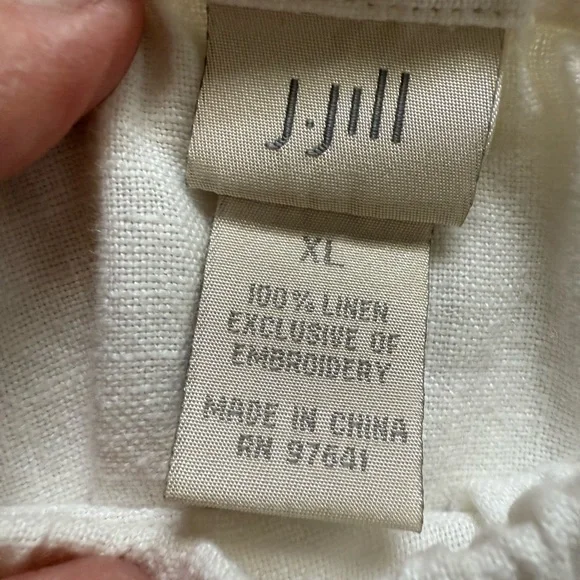 J.Jill
XL
100% LINEN
EXCLUSIVE OF
EMBROIDERY
MADE IN CHINA
RN 97641